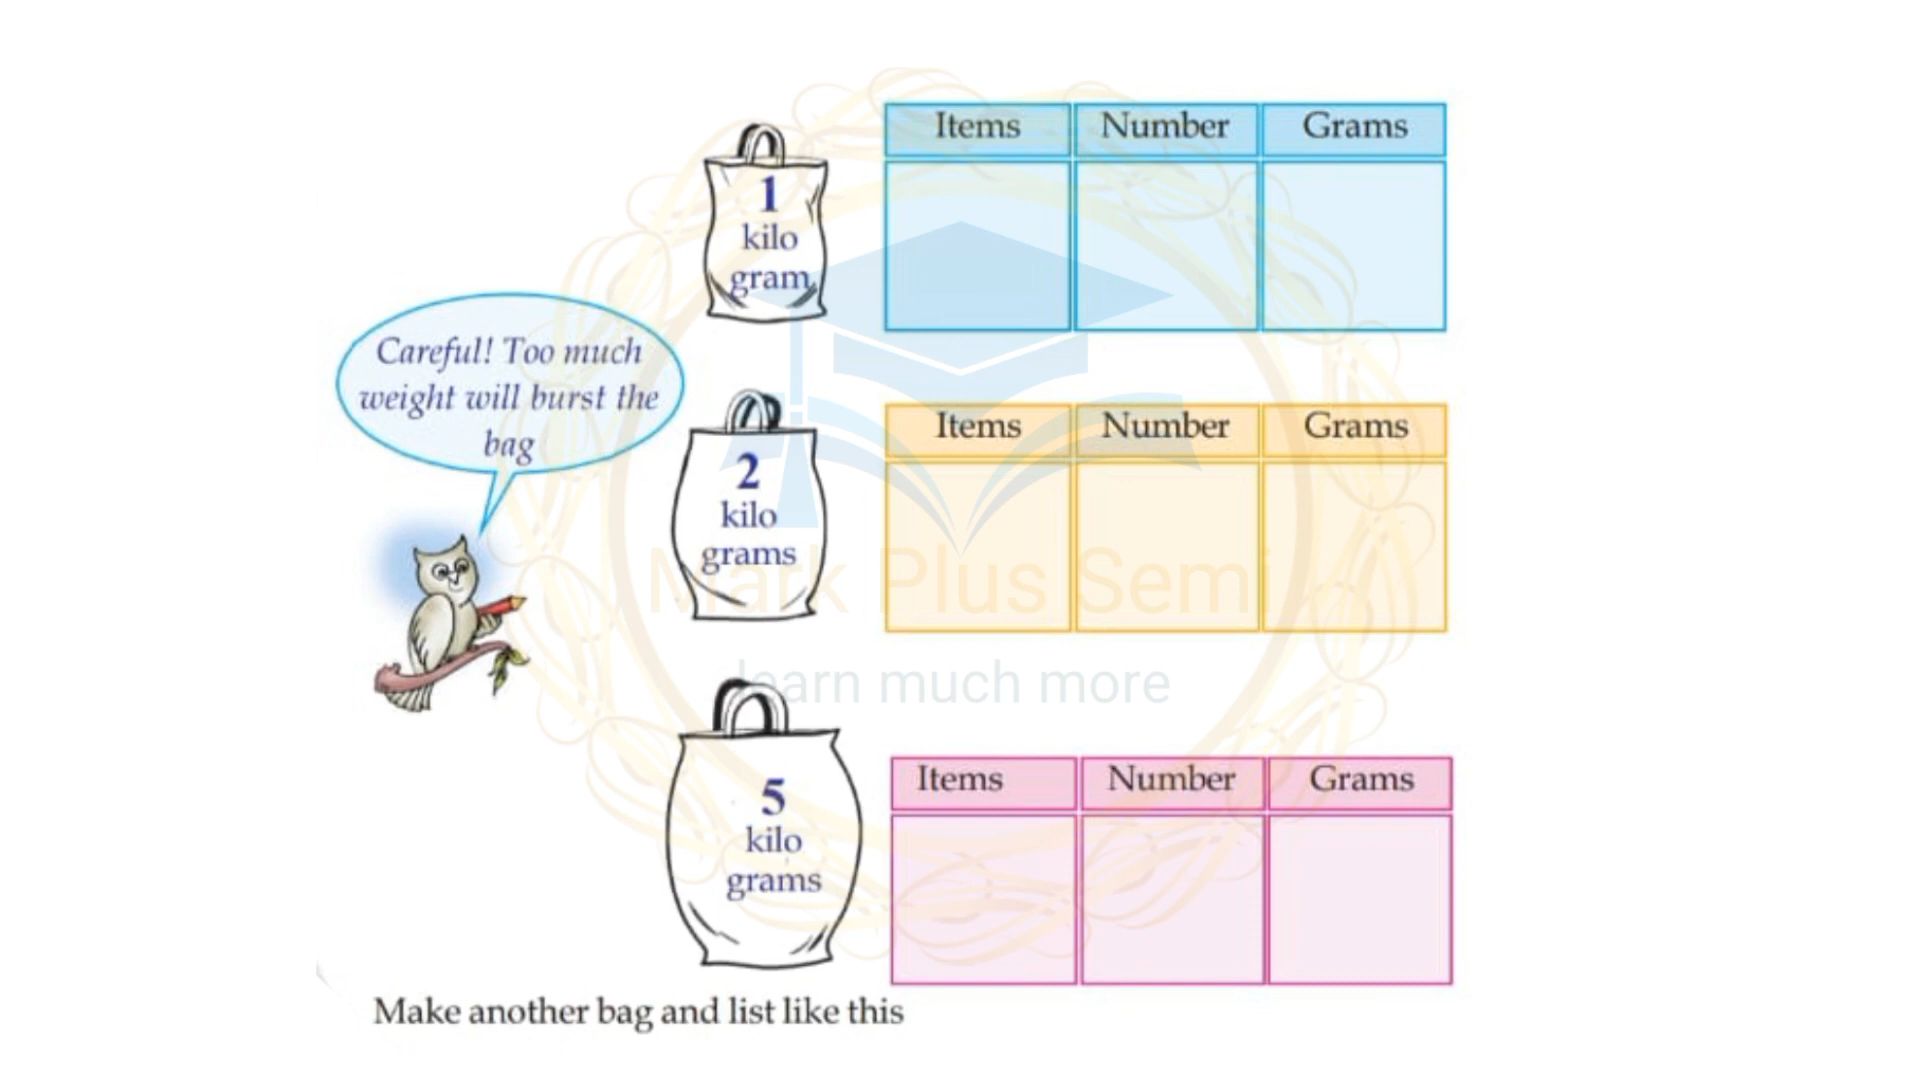 Items Number Grams
1
kilo
gram
Careful! Too much
weight will burst the
bag
Items Number Grams
2
kilo
grams
Mark Plus Semi
learn much more
Items Number Grams
5
kilo
grams
Make another bag and list like this